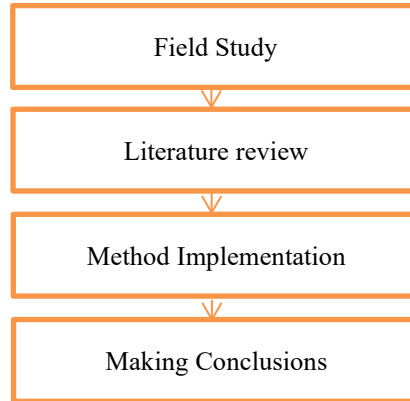 Field Study
Literature review
Method Implementation
Making Conclusions